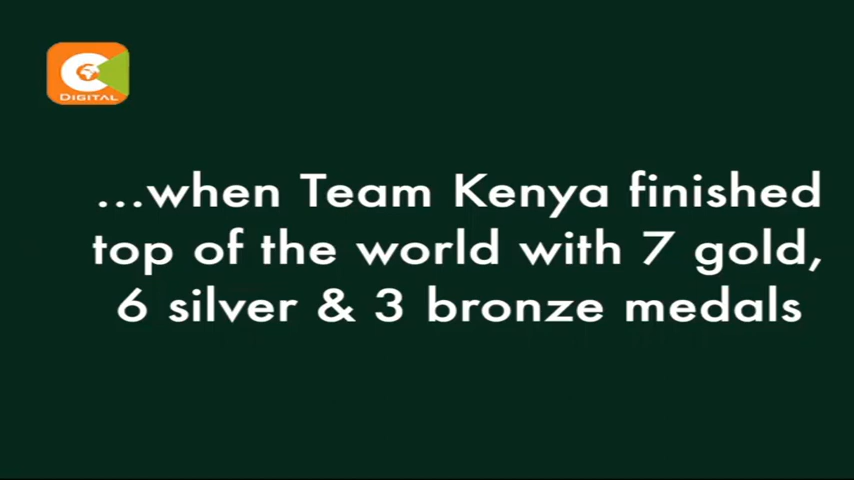 DIGITAL
...when Team Kenya finished
top of the world with 7 gold,
6 silver & 3 bronze medals